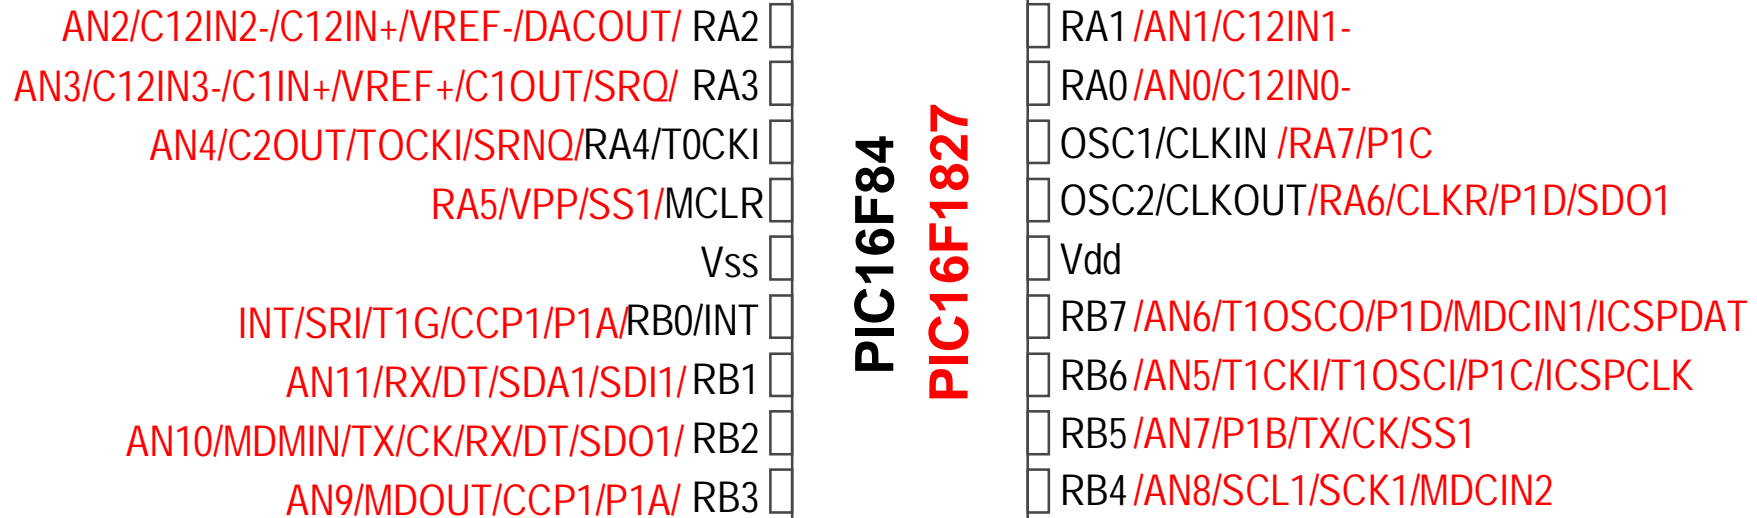 AN2/C12IN2-/C12IN+/VREF-/DACOUT/ RA2
AN3/C12IN3-/C1IN+/VREF+/C1OUT/SRQ/ RA3
AN4/C2OUT/TOCKI/SRNQ/RA4/T0CKI
RA5/VPP/SS1/MCLR
Vss
INT/SRI/T1G/CCP1/P1A/RB0/INT
AN11/RX/DT/SDA1/SDI1/ RB1
AN10/MDMIN/TX/CK/RX/DT/SDO1/ RB2
AN9/MDOUT/CCP1/P1A/ RB3
PIC16F84
PIC16F1827
RA1 /AN1/C12IN1-
RA0 /AN0/C12IN0-
OSC1/CLKIN /RA7/P1C
OSC2/CLKOUT/RA6/CLKR/P1D/SDO1
Vdd
RB7 /AN6/T1OSCO/P1D/MDCIN1/ICSPDAT
RB6 /AN5/T1CKI/T1OSCI/P1C/ICSPCLK
RB5 /AN7/P1B/TX/CK/SS1
RB4 /AN8/SCL1/SCK1/MDCIN2